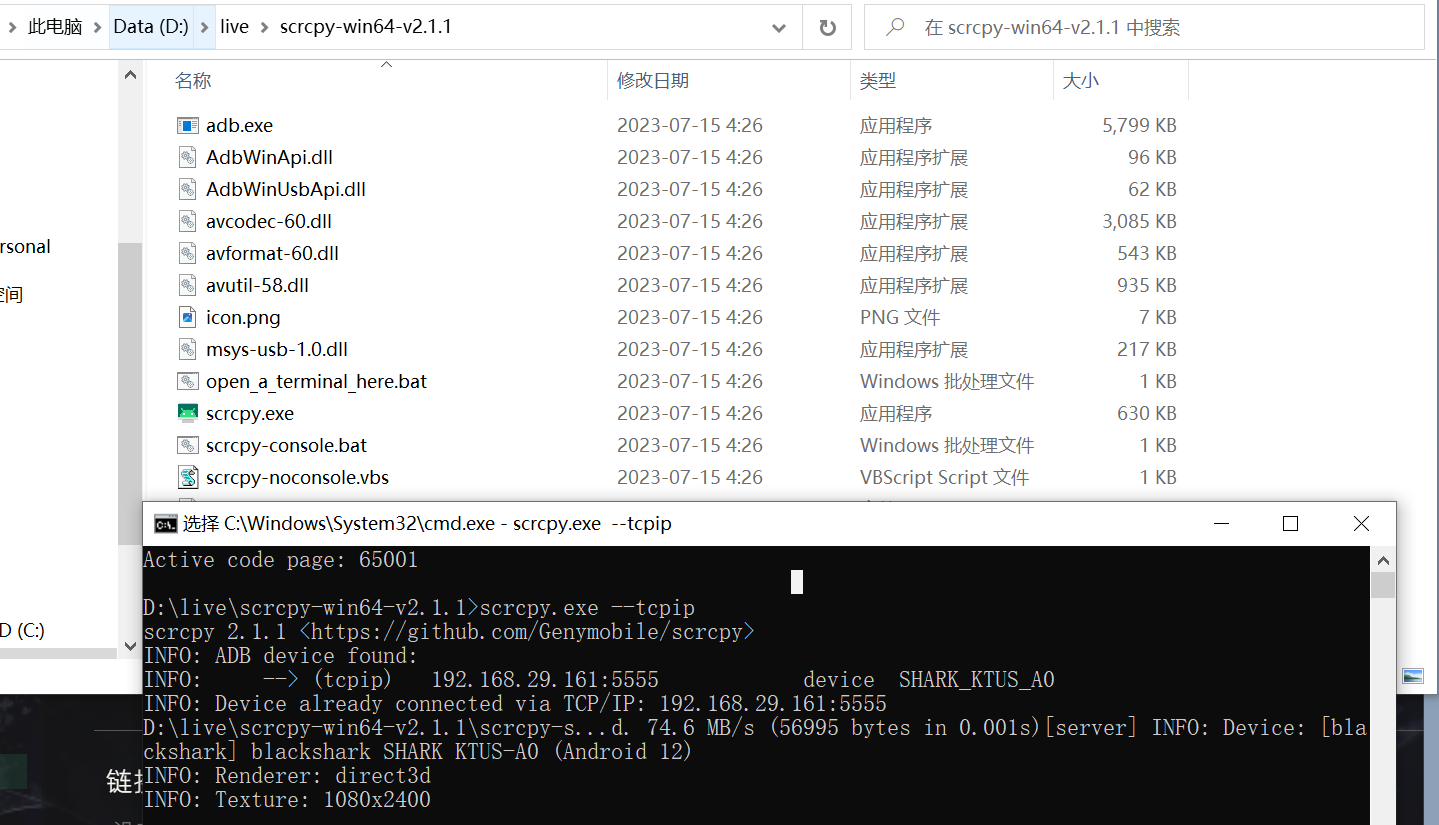 此电脑 Data (D:) live scrcpy-win64-v2.1.1 在 scrcpy-win64-v2.1.1 中搜索
名称 修改日期 类型 大小
adb.exe 2023-07-15 4:26 应用程序 5,799 KB
AdbWinApi.dll 2023-07-15 4:26 应用程序扩展 96 KB
AdbWinUsbApi.dll 2023-07-15 4:26 应用程序扩展 62 KB
avcodec-60.dll 2023-07-15 4:26 应用程序扩展 3,085 KB
rsonal
avformat-60.dll 2023-07-15 4:26 应用程序扩展 543 KB
空间
avutil-58.dll 2023-07-15 4:26 应用程序扩展 935 KB
icon.png 2023-07-15 4:26 PNG 文件 7 KB
msys-usb-1.0.dll 2023-07-15 4:26 应用程序扩展 217 KB
open_a_terminal_here.bat 2023-07-15 4:26 Windows 批处理文件 1 KB
scrcpy.exe 2023-07-15 4:26 应用程序 630 KB
scrcpy-console.bat 2023-07-15 4:26 Windows 批处理文件 1 KB
scrcpy-noconsole.vbs 2023-07-15 4:26 VBScript Script 文件 1 KB
D (C:)
选择 C:\Windows\System32\cmd.exe - scrcpy.exe  --tcpip
Active code page: 65001
D:\live\scrcpy-win64-v2.1.1>scrcpy.exe --tcpip
scrcpy 2.1.1 <https://github.com/Genymobile/scrcpy>
INFO: ADB device found:
INFO:     --> (tcpip)   192.168.29.161:5555            device  SHARK_KTUS_A0
INFO: Device already connected via TCP/IP: 192.168.29.161:5555
D:\live\scrcpy-win64-v2.1.1\scrcpy-s...d. 74.6 MB/s (56995 bytes in 0.001s)[server] INFO: Device: [bla
ckshark] blackshark SHARK KTUS-A0 (Android 12)
INFO: Renderer: direct3d
INFO: Texture: 1080x2400
链